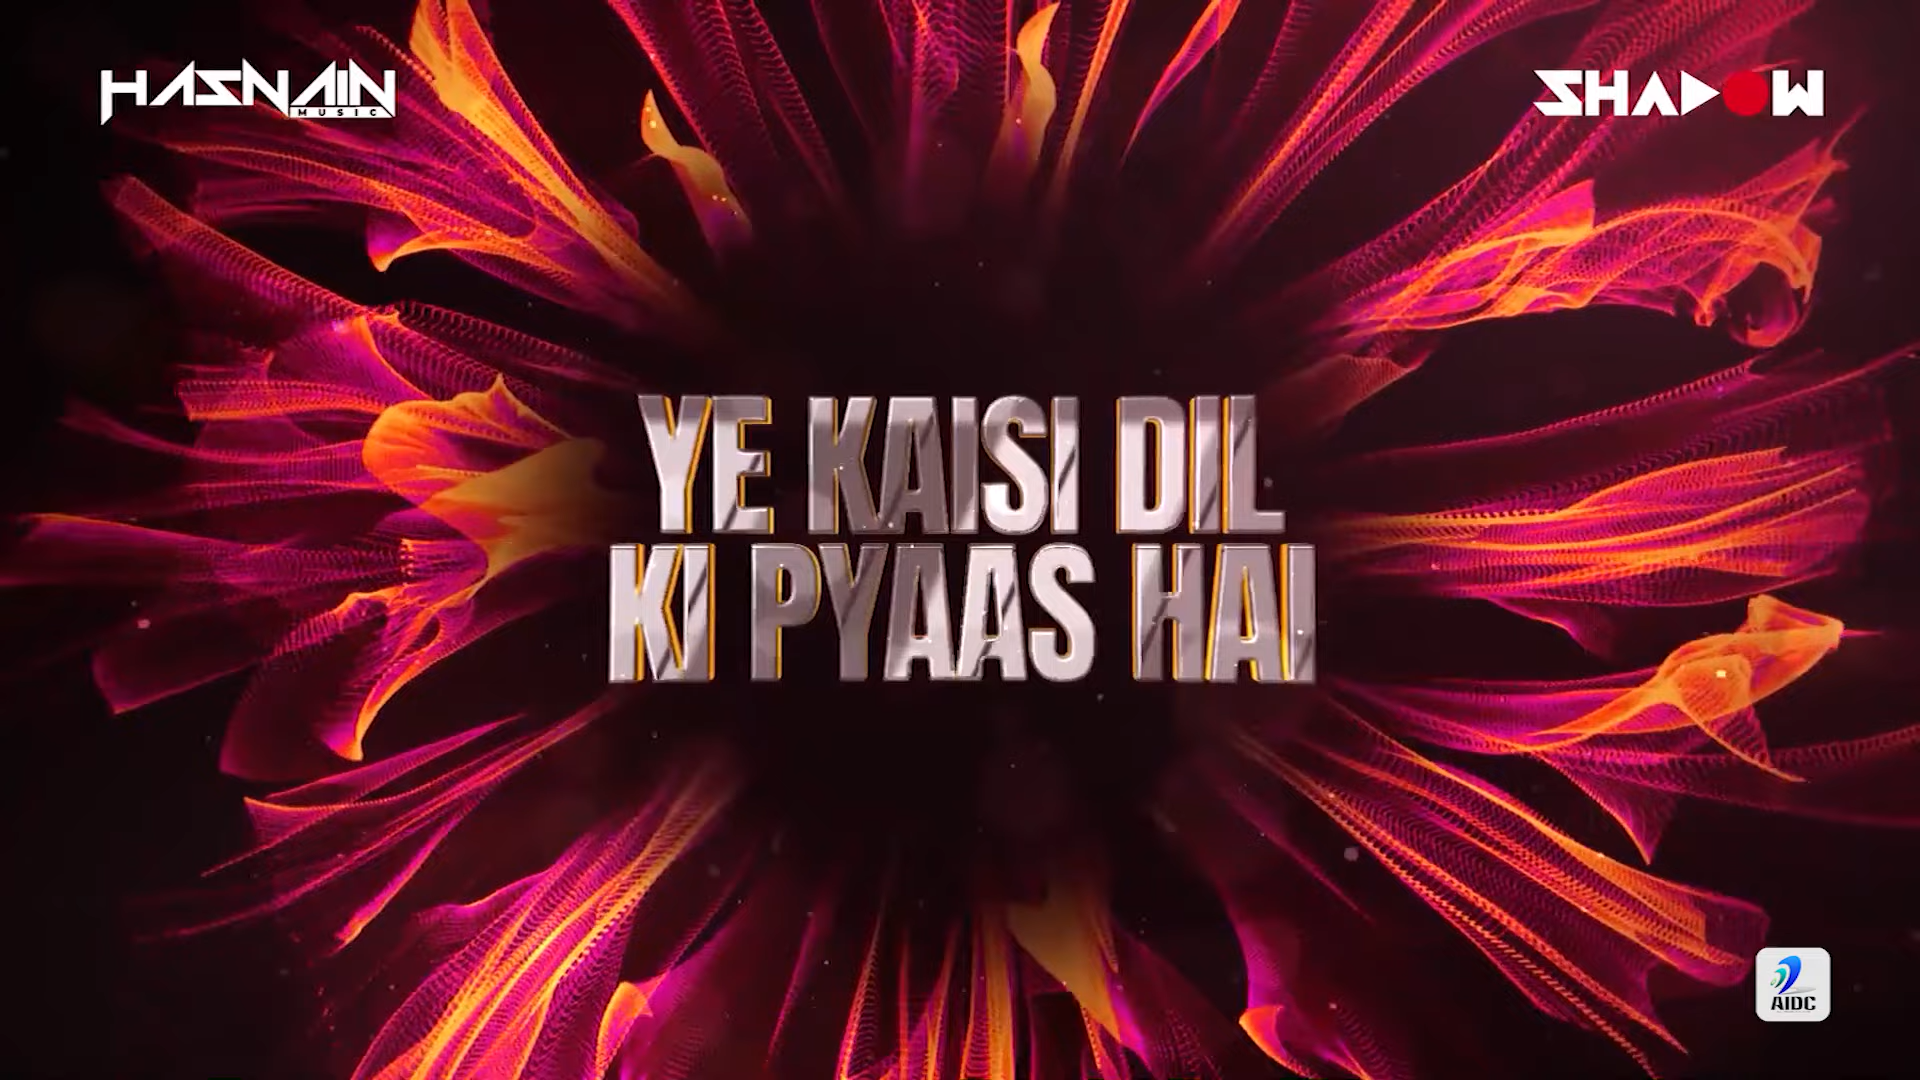 HASNAIN
MUSIC
SHADOW
YE KAISI DIL
KI PYAAS HAI
AIDC